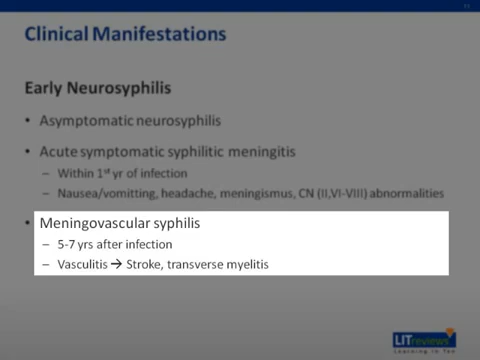 Clinical Manifestations
Early Neurosyphilis
• Asymptomatic neurosyphilis
• Acute symptomatic syphilitic meningitis
– Within 1st yr of infection
– Nausea/vomitting, headache, meningismus, CN (II,VI-VIII) abnormalities
• Meningovascular syphilis
– 5-7 yrs after infection
– Vasculitis → Stroke, transverse myelitis
LITreviews
Learning in Ten